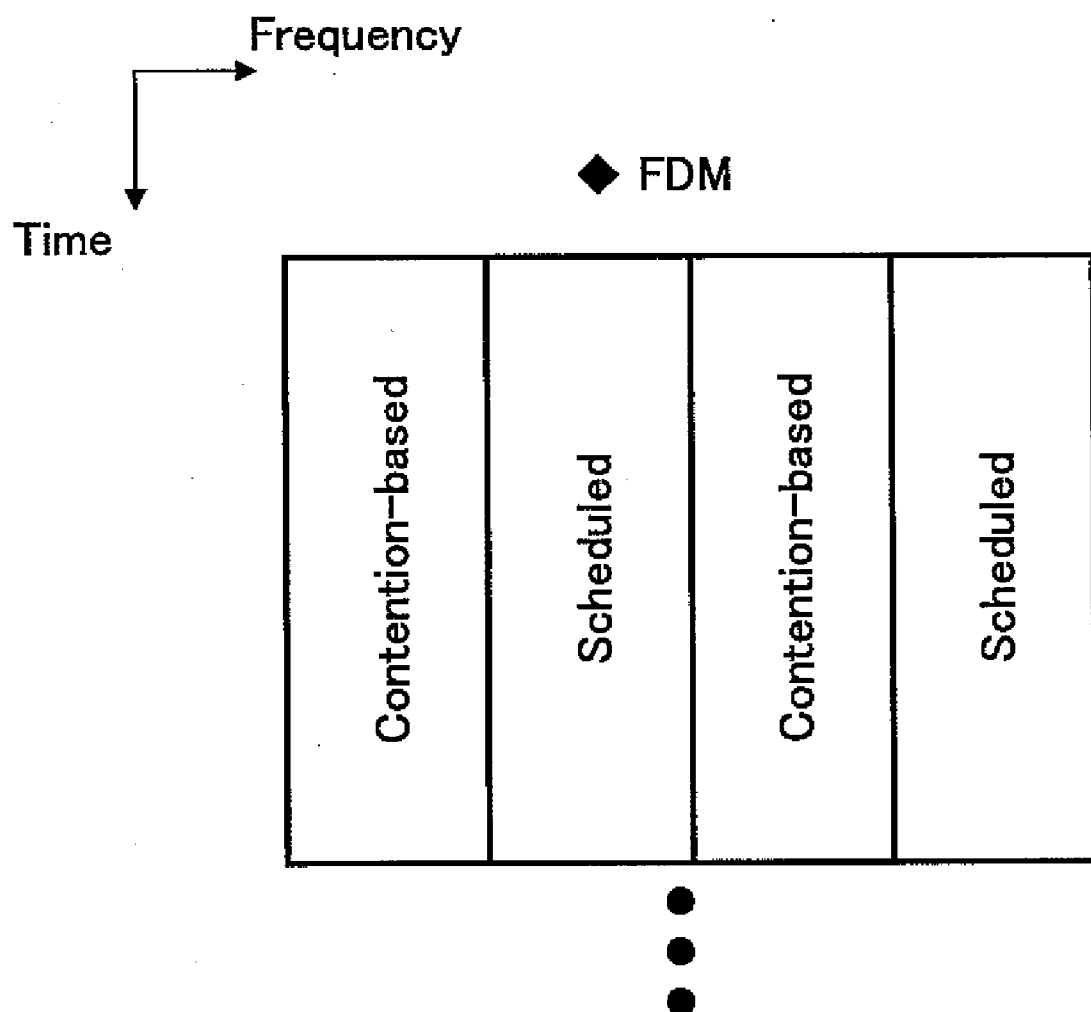 Frequency
◆ FDM
Time
Contention-based
Scheduled
Contention-based
Scheduled